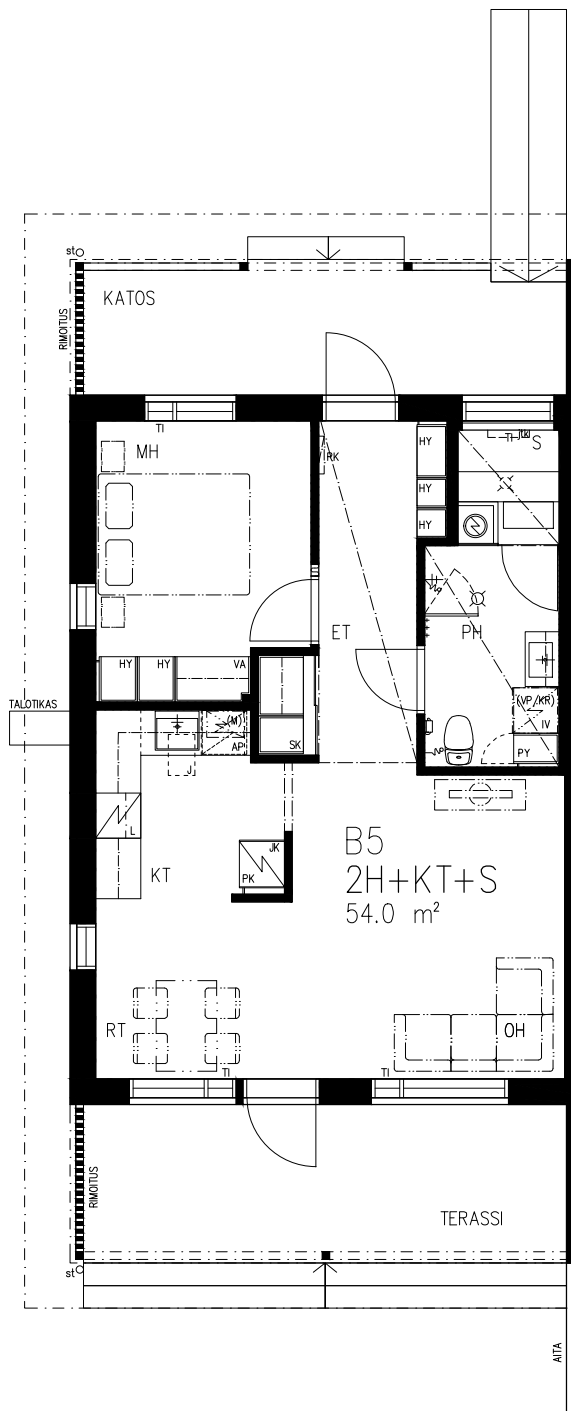 st
KATOS
RIMOITUS
TI
TI
jtk
S
MH
RK
HY
HY
HY
ET
PH
HY
HY
VA
(VP/KR)
IV
PY
TALOTIKAS
(M)
AP
SK
J
L
JK
PK
KT
B5
2H+KT+S
54.0 m²
RT
OH
TI
TI
RIMOITUS
TERASSI
st
AITA